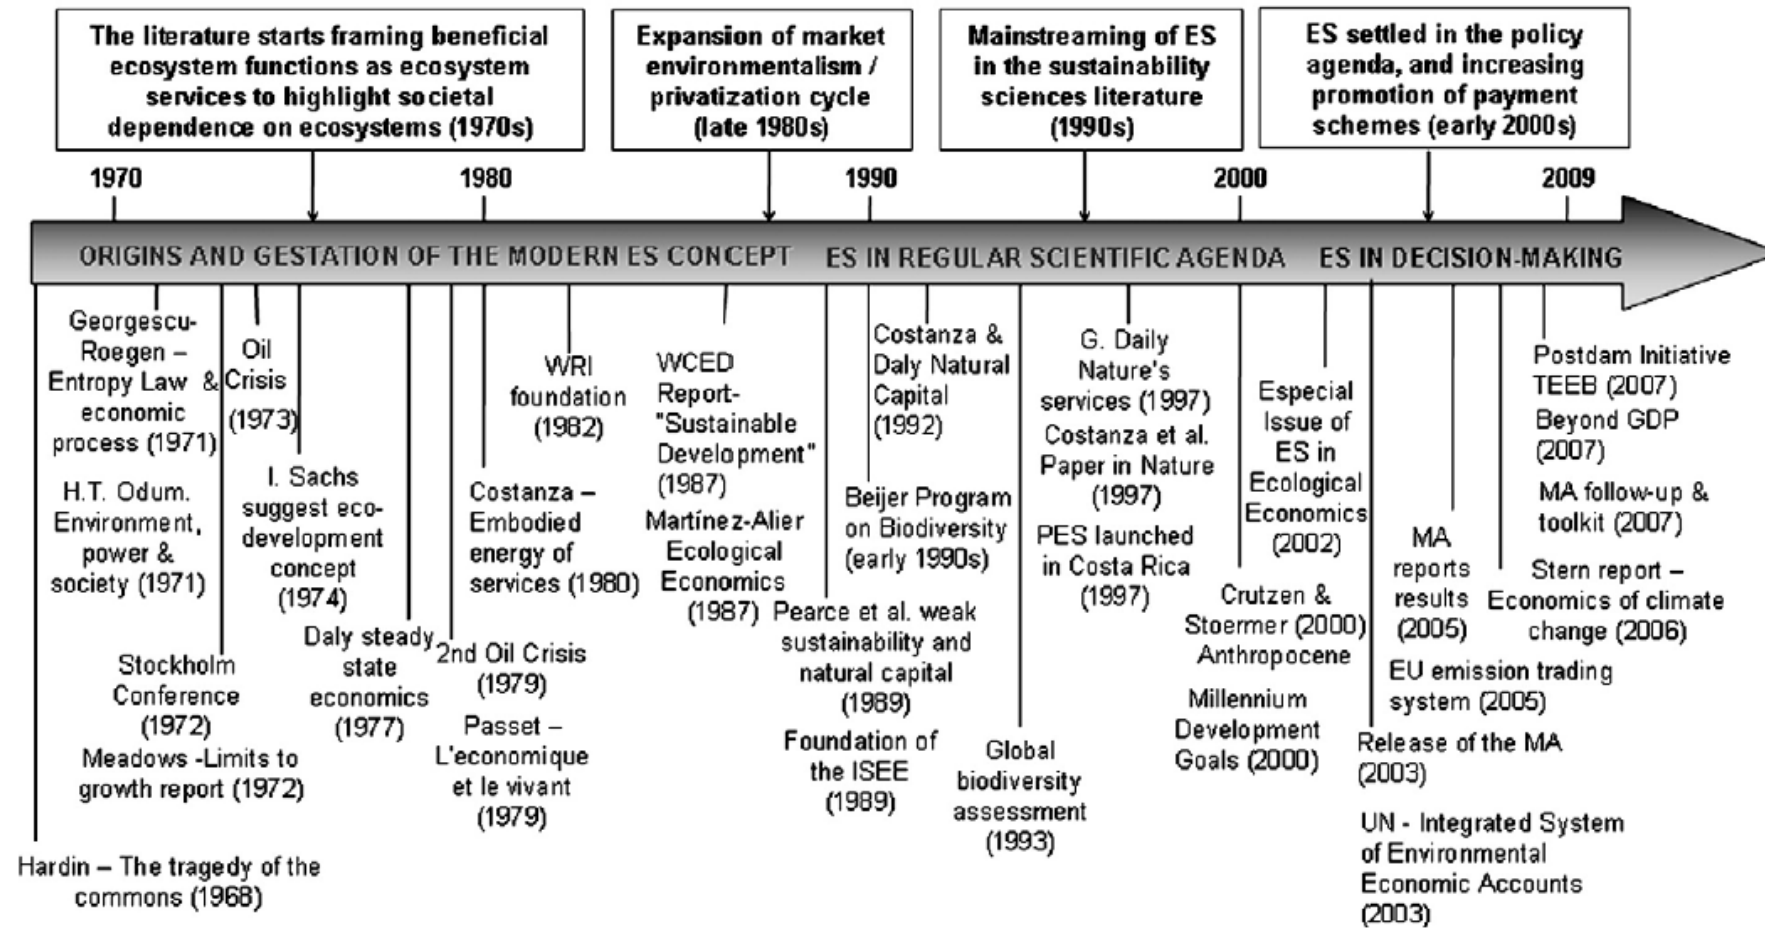 The literature starts framing beneficial
ecosystem functions as ecosystem
services to highlight societal
dependence on ecosystems (1970s)
Expansion of market
environmentalism /
privatization cycle
(late 1980s)
Mainstreaming of ES
in the sustainability
sciences literature
(1990s)
ES settled in the policy
agenda, and increasing
promotion of payment
schemes (early 2000s)
1970
1980
1990
2000
2009
ORIGINS AND GESTATION OF THE MODERN ES CONCEPT
ES IN REGULAR SCIENTIFIC AGENDA
ES IN DECISION-MAKING
Georgescu-
Roegen –
Entropy Law &
economic
process (1971)
H.T. Odum.
Environment,
power &
society (1971)
Oil
Crisis
(1973)
Stockholm
Conference
(1972)
Meadows -Limits to
growth report (1972)
Hardin – The tragedy of the
commons (1968)
I. Sachs
suggest eco-
development
concept
(1974)
Daly steady
state
economics
(1977)
2nd Oil Crisis
(1979)
Passet –
L'economique
et le vivant
(1979)
WRI
foundation
(1982)
Costanza –
Embodied
energy of
services (1980)
WCED
Report-
"Sustainable
Development"
(1987)
Martínez-Alier
Ecological
Economics
(1987)
Pearce et al. weak
sustainability and
natural capital
(1989)
Foundation of
the ISEE
(1989)
Costanza &
Daly Natural
Capital
(1992)
Beijer Program
on Biodiversity
(early 1990s)
Global
biodiversity
assessment
(1993)
G. Daily
Nature's
services (1997)
Costanza et al.
Paper in Nature
(1997)
PES launched
in Costa Rica
(1997)
Especial
Issue of
ES in
Ecological
Economics
(2002)
Crutzen &
Stoermer (2000)
Anthropocene
Millennium
Development
Goals (2000)
MA
reports
results
(2005)
EU emission trading
system (2005)
Release of the MA
(2003)
UN - Integrated System
of Environmental
Economic Accounts
(2003)
Postdam Initiative
TEEB (2007)
Beyond GDP
(2007)
MA follow-up &
toolkit (2007)
Stern report –
Economics of climate
change (2006)